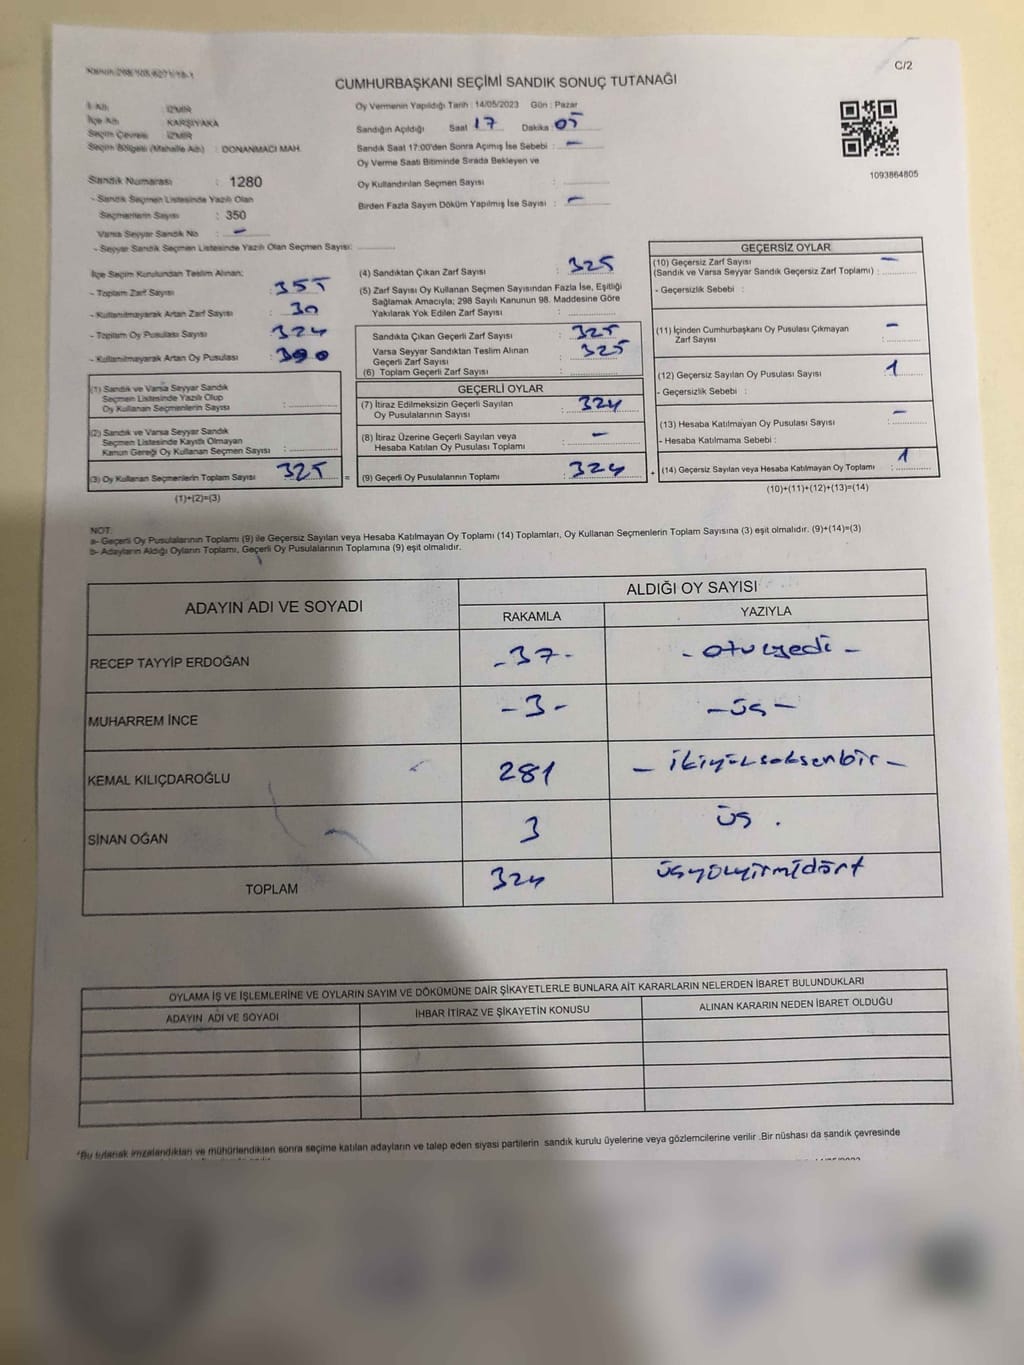 Kanun:298/105,6271/18-1
C/2
CUMHURBAŞKANI SEÇİMİ SANDIK SONUÇ TUTANAĞI
İl Adı : İZMİR
İlçe Adı : KARŞIYAKA
Seçim Çevresi : İZMİR
Seçim Bölgesi (Mahalle Adı) : DONANMACI MAH.
Sandık Numarası : 1280
- Sandık Seçmen Listesinde Yazılı Olan
Seçmenlerin Sayısı : 350
Varsa Seyyar Sandık No : -
- Seyyar Sandık Seçmen Listesinde Yazılı Olan Seçmen Sayısı:
Oy Vermenin Yapıldığı Tarih : 14/05/2023 Gün : Pazar
Sandığın Açıldığı Saat 17 Dakika 05
Sandık Saat 17:00'den Sonra Açımış İse Sebebi : -
Oy Verme Saati Bitiminde Sırada Bekleyen ve
Oy Kullandırılan Seçmen Sayısı :
Birden Fazla Sayım Döküm Yapılmış İse Sayısı : -
1093864805
İlçe Seçim Kurulundan Teslim Alınan:
- Toplam Zarf Sayısı : 355
- Kullanılmayarak Artan Zarf Sayısı : 30
- Toplam Oy Pusulası Sayısı : 324
- Kullanılmayarak Artan Oy Pusulası :
(1) Sandık ve Varsa Seyyar Sandık
Seçmen Listesinde Yazılı Olup
Oy Kullanan Seçmenlerin Sayısı :
(2) Sandık ve Varsa Seyyar Sandık
Seçmen Listesinde Kayıtlı Olmayan
Kanun Gereği Oy Kullanan Seçmen Sayısı :
(3) Oy Kullanan Seçmenlerin Toplam Sayısı : 325 =
(1)+(2)=(3)
(4) Sandıktan Çıkan Zarf Sayısı : 325
(5) Zarf Sayısı Oy Kullanan Seçmen Sayısından Fazla İse, Eşitliği
Sağlamak Amacıyla; 298 Sayılı Kanunun 98. Maddesine Göre
Yakılarak Yok Edilen Zarf Sayısı :
Sandıkta Çıkan Geçerli Zarf Sayısı : 325
Varsa Seyyar Sandıktan Teslim Alınan
Geçerli Zarf Sayısı : 325
(6) Toplam Geçerli Zarf Sayısı :
GEÇERLİ OYLAR
(7) İtiraz Edilmeksizin Geçerli Sayılan
Oy Pusulalarının Sayısı : 324
(8) İtiraz Üzerine Geçerli Sayılan veya
Hesaba Katılan Oy Pusulası Toplamı : -
(9) Geçerli Oy Pusulalarının Toplamı : 324 +
GEÇERSİZ OYLAR
(10) Geçersiz Zarf Sayısı -
(Sandık ve Varsa Seyyar Sandık Geçersiz Zarf Toplamı) :
- Geçersizlik Sebebi :
(11) İçinden Cumhurbaşkanı Oy Pusulası Çıkmayan -
Zarf Sayısı :
(12) Geçersiz Sayılan Oy Pusulası Sayısı : 1
- Geçersizlik Sebebi :
(13) Hesaba Katılmayan Oy Pusulası Sayısı : -
- Hesaba Katılmama Sebebi :
(14) Geçersiz Sayılan veya Hesaba Katılmayan Oy Toplamı : 1
(10)+(11)+(12)+(13)=(14)
NOT:
a- Geçerli Oy Pusulalarının Toplamı (9) ile Geçersiz Sayılan veya Hesaba Katılmayan Oy Toplamı (14) Toplamları, Oy Kullanan Seçmenlerin Toplam Sayısına (3) eşit olmalıdır. (9)+(14)=(3)
b- Adayların Aldığı Oyların Toplamı, Geçerli Oy Pusulalarının Toplamına (9) eşit olmalıdır.
ADAYIN ADI VE SOYADI
ALDIĞI OY SAYISI
RAKAMLA YAZIYLA
RECEP TAYYİP ERDOĞAN -37- - otuzyedi -
MUHARREM İNCE -3- -üç-
KEMAL KILIÇDAROĞLU 281 - ikiyüzseksenbir -
SİNAN OĞAN 3 üç .
TOPLAM 324 üçyüzyirmidört
OYLAMA İŞ VE İŞLEMLERİNE VE OYLARIN SAYIM VE DÖKÜMÜNE DAİR ŞİKAYETLERLE BUNLARA AİT KARARLARIN NELERDEN İBARET BULUNDUKLARI
ADAYIN ADI VE SOYADI İHBAR İTİRAZ VE ŞİKAYETİN KONUSU ALINAN KARARIN NEDEN İBARET OLDUĞU
*Bu tutanak imzalandıktan ve mühürlendikten sonra seçime katılan adayların ve talep eden siyasi partilerin sandık kurulu üyelerine veya gözlemcilerine verilir .Bir nüshası da sandık çevresinde